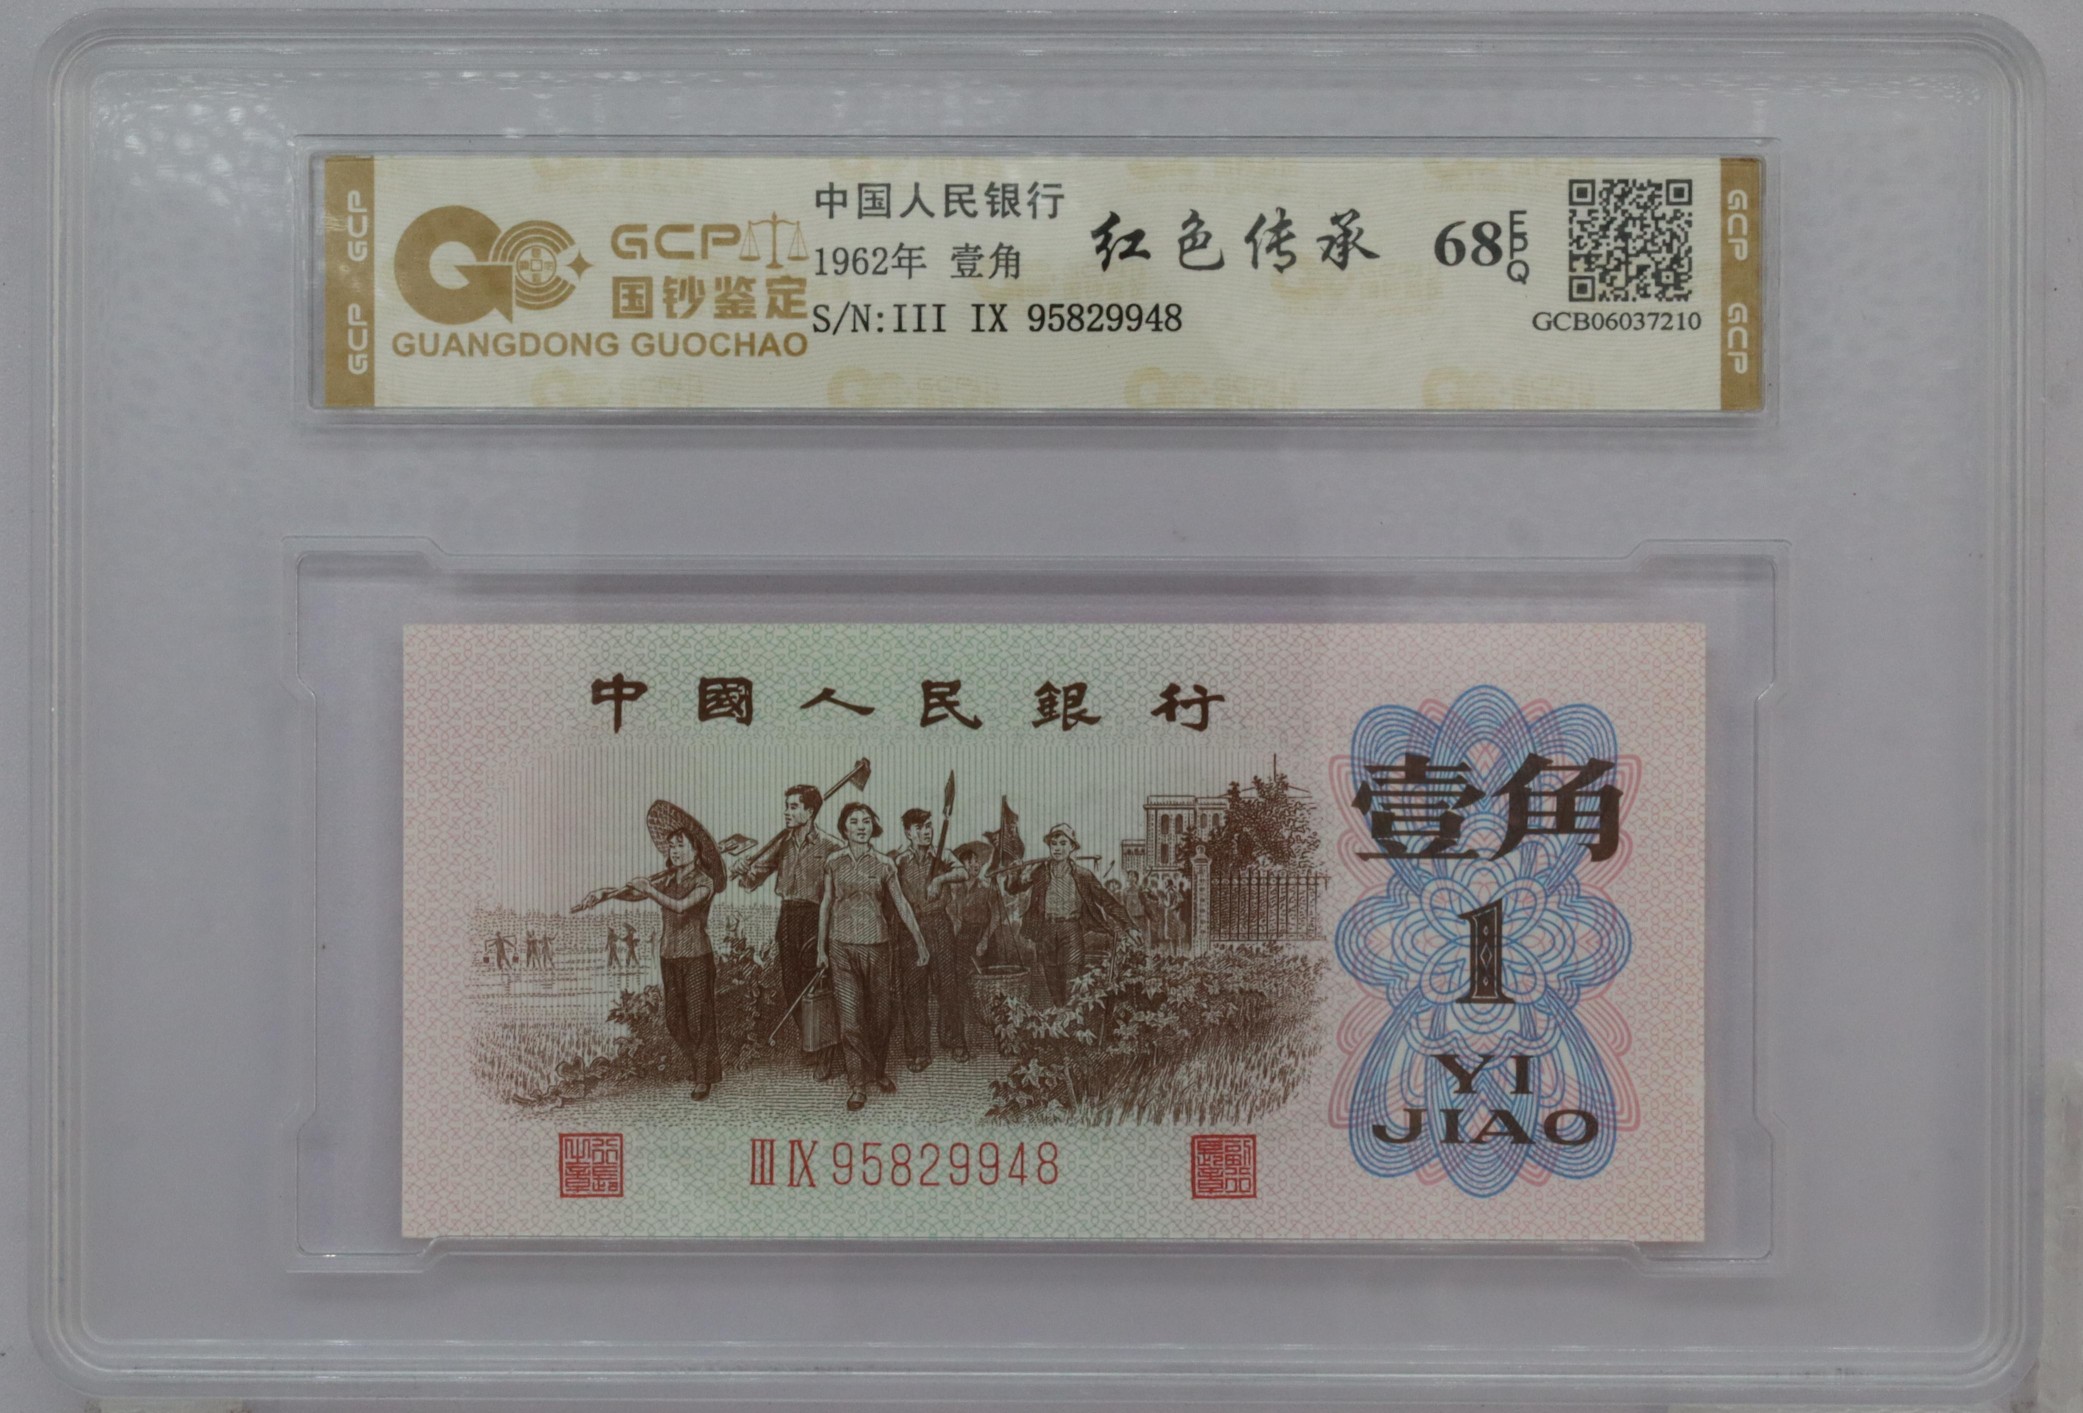 GCP GCP
GCP
国钞鉴定
GUANGDONG GUOCHAO
中国人民银行
1962年 壹角
S/N:III IX 95829948
红色传承
68 EPQ
GCB06037210
GCP GCP
中國人民銀行
壹角
1
YI
JIAO
III IX 95829948